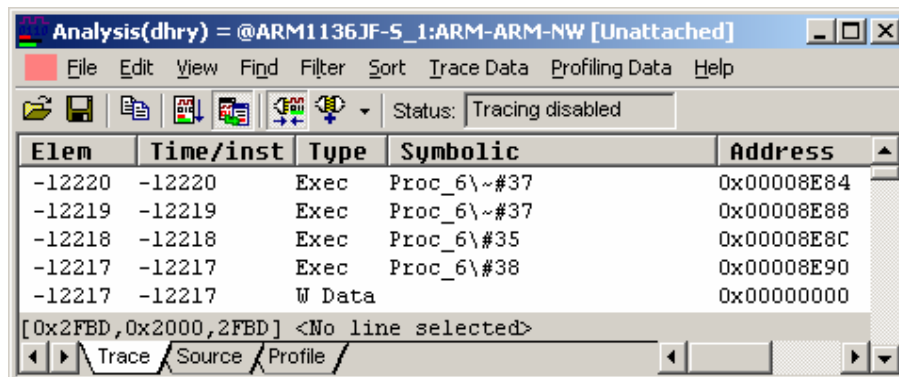 Analysis(dhry) = @ARM1136JF-S_1:ARM-ARM-NW [Unattached]
File Edit View Find Filter Sort Trace Data Profiling Data Help
Status: Tracing disabled
Elem Time/inst Type Symbolic Address
-12220 -12220 Exec Proc_6\~#37 0x00008E84
-12219 -12219 Exec Proc_6\~#37 0x00008E88
-12218 -12218 Exec Proc_6\#35 0x00008E8C
-12217 -12217 Exec Proc_6\#38 0x00008E90
-12217 -12217 W Data 0x00000000
[0x2FBD,0x2000,2FBD] <No line selected>
Trace Source Profile